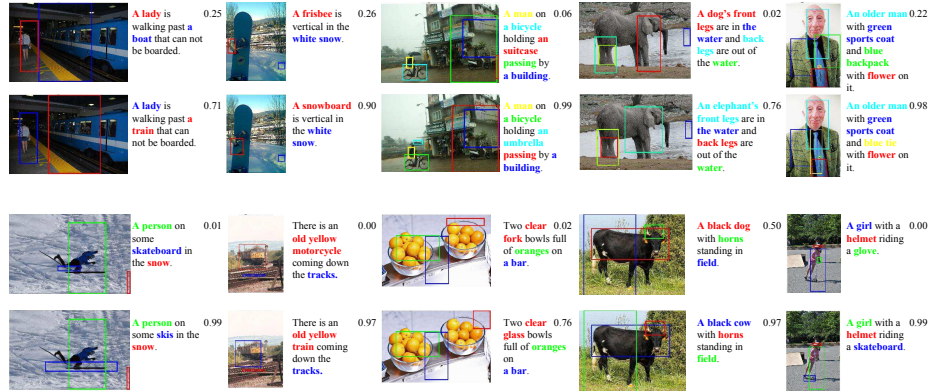 A lady is
walking past a
boat that can
not be boarded.
0.25
A frisbee is
vertical in the
white snow.
0.26
A man on
a bicycle
holding an
suitcase
passing by
a building.
0.06
A dog's front
legs are in the
water and back
legs are out of
the water.
0.02
An older man
with green
sports coat
and blue
backpack
with flower on
it.
0.22
A lady is
walking past a
train that can
not be boarded.
0.71
A snowboard
is vertical in
the white
snow.
0.90
A man on
a bicycle
holding an
umbrella
passing by a
building.
0.99
An elephant's
front legs are in
the water and
back legs are
out of the
water.
0.76
An older man
with green
sports coat
and blue tie
with flower on
it.
0.98
A person on
some
skateboard in
the snow.
0.01
There is an
old yellow
motorcycle
coming down
the tracks.
0.00
Two clear
fork bowls full
of oranges on
a bar.
0.02
A black dog
with horns
standing in
field.
0.50
A girl with a
helmet riding
a glove.
0.00
A person on
some skis in the
snow.
0.99
There is an
old yellow
train coming
down the
tracks.
0.97
Two clear
glass bowls
full of oranges
on
a bar.
0.76
A black cow
with horns
standing in
field.
0.97
A girl with a
helmet riding
a skateboard.
0.99